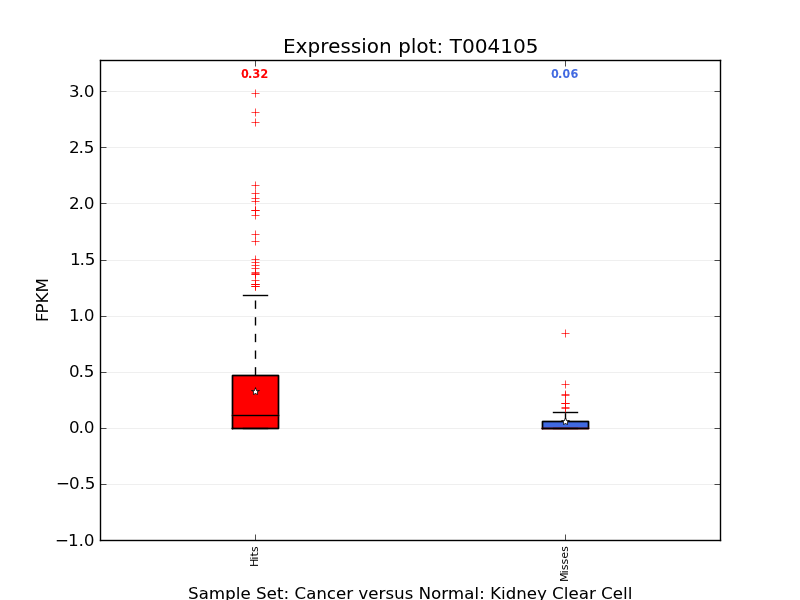 Expression plot: T004105
0.32
0.06
3.0
2.5
2.0
1.5
1.0
0.5
0.0
−0.5
−1.0
FPKM
Hits
Misses
Sample Set: Cancer versus Normal: Kidney Clear Cell